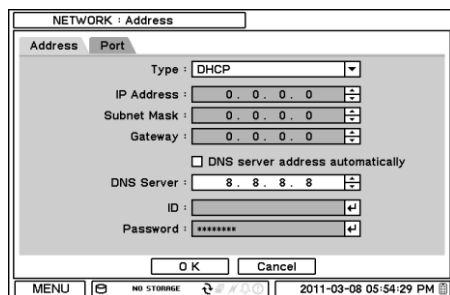 NETWORK : Address
Address Port
Type : DHCP
IP Address : 0. 0. 0. 0
Subnet Mask : 0. 0. 0. 0
Gateway : 0. 0. 0. 0
DNS server address automatically
DNS Server : 8. 8. 8. 8
ID :
Password : ********
OK Cancel
MENU NO STORAGE 2011-03-08 05:54:29 PM